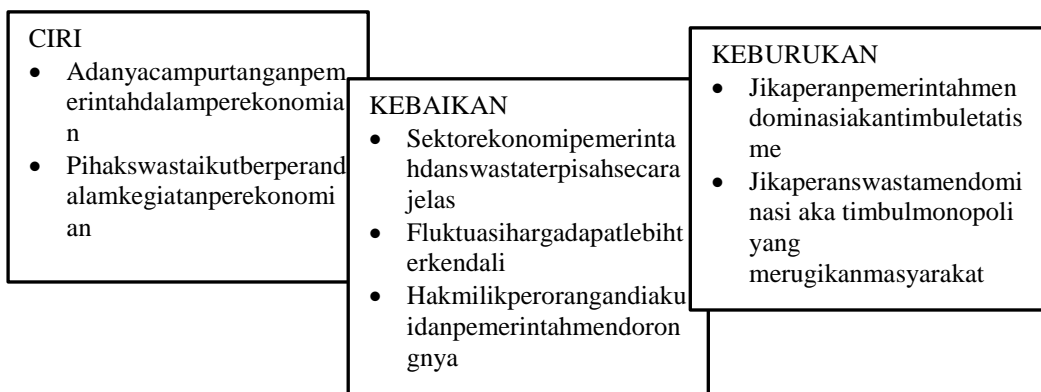 CIRI
• Adanyacampurtanganpem
erintahdalamperekonomia
n
• Pihakswastaikutberperand
alamkegiatanperekonomi
an
KEBAIKAN
• Sektorekonomipemerinta
hdanswastaterpisahsecara
jelas
• Fluktuasihargadapatlebiht
erkendali
• Hakmilikperorangandiaku
idanpemerintahmendoron
gnya
KEBURUKAN
• Jikaperanpemerintahmen
dominasiakantimbuletatis
me
• Jikaperanswastamendomi
nasi aka timbulmonopoli
yang
merugikanmasyarakat